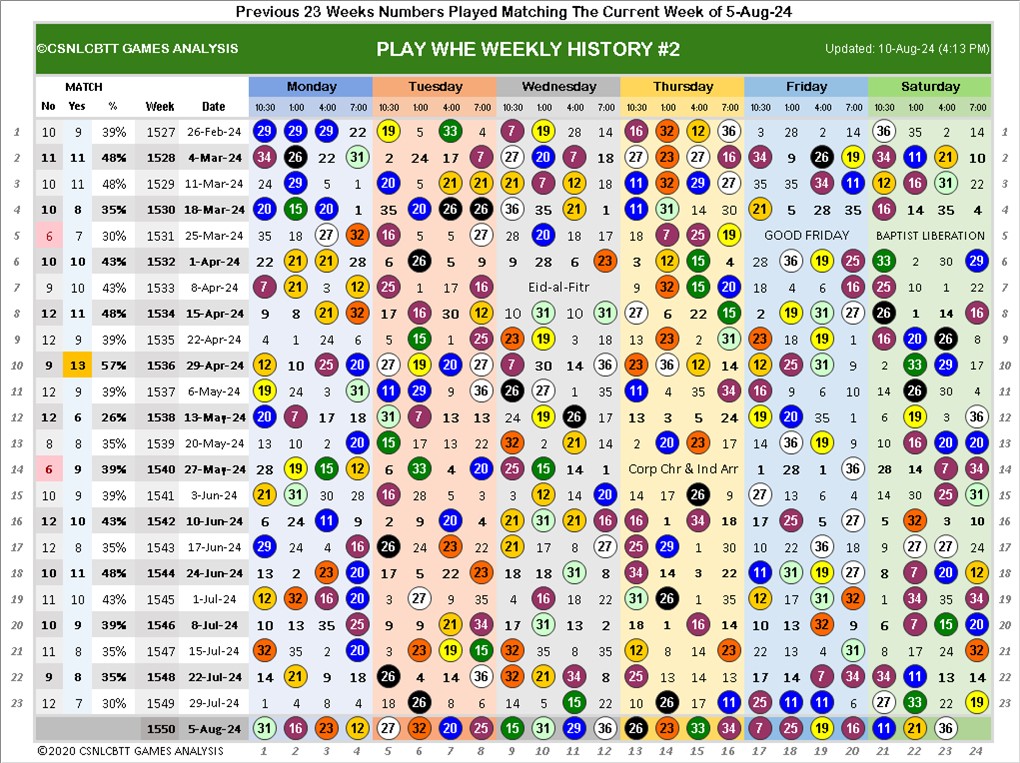 Previous 23 Weeks Numbers Played Matching The Current Week of 5-Aug-24
©CSNLCBTT GAMES ANALYSIS PLAY WHE WEEKLY HISTORY #2 Updated: 10-Aug-24 (4:13 PM)
MATCH Monday Tuesday Wednesday Thursday Friday Saturday
No Yes % Week Date 10:30 1:00 4:00 7:00 10:30 1:00 4:00 7:00 10:30 1:00 4:00 7:00 10:30 1:00 4:00 7:00 10:30 1:00 4:00 7:00 10:30 1:00 4:00 7:00
1 10 9 39% 1527 26-Feb-24 29 29 29 22 19 5 33 4 7 19 28 14 16 32 12 36 3 28 2 14 36 35 2 14 1
2 11 11 48% 1528 4-Mar-24 34 26 22 31 2 24 17 7 27 20 7 18 27 23 27 16 34 9 26 19 34 11 21 10 2
3 10 11 48% 1529 11-Mar-24 24 29 5 1 20 5 21 21 21 7 12 18 11 32 29 27 35 35 34 11 12 16 31 22 3
4 10 8 35% 1530 18-Mar-24 20 15 20 1 35 20 26 26 36 35 21 1 11 31 14 30 21 5 28 35 16 14 35 4 4
5 6 7 30% 1531 25-Mar-24 35 18 27 32 16 5 5 27 28 20 18 17 18 7 25 19 GOOD FRIDAY BAPTIST LIBERATION 5
6 10 10 43% 1532 1-Apr-24 22 21 21 28 6 26 5 9 9 28 6 23 3 12 15 4 28 36 19 25 33 2 30 29 6
7 9 10 43% 1533 8-Apr-24 7 21 3 12 25 1 17 16 Eid-al-Fitr 9 32 15 20 18 4 6 16 25 10 1 22 7
8 12 11 48% 1534 15-Apr-24 9 8 21 32 17 16 30 12 10 31 10 31 27 6 22 15 2 19 31 27 26 1 14 16 8
9 12 9 39% 1535 22-Apr-24 4 1 24 6 5 15 1 25 23 19 3 18 13 23 2 31 23 18 19 1 16 20 26 8 9
10 9 13 57% 1536 29-Apr-24 12 10 25 20 27 19 20 27 7 30 14 36 23 36 12 14 12 25 31 9 2 33 29 17 10
11 12 9 39% 1537 6-May-24 19 24 3 31 11 29 9 36 26 27 1 35 11 4 35 34 16 9 6 8 1 26 30 4 11
12 12 6 26% 1538 13-May-24 20 7 17 18 31 7 13 13 24 19 26 17 13 3 5 24 19 20 35 1 6 19 3 36 12
13 8 8 35% 1539 20-May-24 13 10 2 20 15 17 13 22 32 2 21 14 2 20 23 17 14 36 19 9 10 16 20 20 13
14 6 9 39% 1540 27-May-24 28 19 15 12 6 33 4 20 25 15 14 1 Corp Chr & Ind Arr 1 28 1 36 28 14 7 34 14
15 10 9 39% 1541 3-Jun-24 21 31 30 28 16 28 5 3 3 12 14 20 14 17 26 9 27 13 6 4 14 30 25 31 15
16 12 10 43% 1542 10-Jun-24 6 24 11 9 2 9 20 4 21 31 21 16 16 1 34 18 17 25 5 27 5 32 3 10 16
17 12 8 35% 1543 17-Jun-24 29 24 4 16 26 24 23 22 21 17 8 27 25 29 1 30 10 22 36 18 9 27 27 24 17
18 10 11 48% 1544 24-Jun-24 13 2 23 20 17 5 22 23 18 18 31 8 34 14 3 22 11 31 19 27 8 7 20 12 18
19 11 10 43% 1545 1-Jul-24 12 32 16 20 3 27 9 35 4 16 18 22 31 26 1 35 12 17 31 32 1 34 35 34 19
20 10 9 39% 1546 8-Jul-24 10 13 35 25 9 9 21 34 17 31 13 2 18 1 16 14 10 13 32 9 6 7 15 20 20
21 11 8 35% 1547 15-Jul-24 32 35 2 20 3 23 19 15 32 35 8 35 12 8 14 23 22 13 4 31 8 17 24 32 21
22 9 8 35% 1548 22-Jul-24 14 21 9 18 26 4 14 36 32 21 34 8 25 13 14 13 17 14 7 34 34 11 13 14 22
23 12 7 30% 1549 29-Jul-24 1 4 8 4 18 26 6 8 14 5 15 22 10 26 17 11 25 11 11 6 27 33 22 19 23
1550 5-Aug-24 31 16 23 12 27 32 20 25 15 31 29 36 26 23 33 34 7 25 19 16 11 21 36
©2020 CSNLCBTT GAMES ANALYSIS 1 2 3 4 5 6 7 8 9 10 11 12 13 14 15 16 17 18 19 20 21 22 23 24